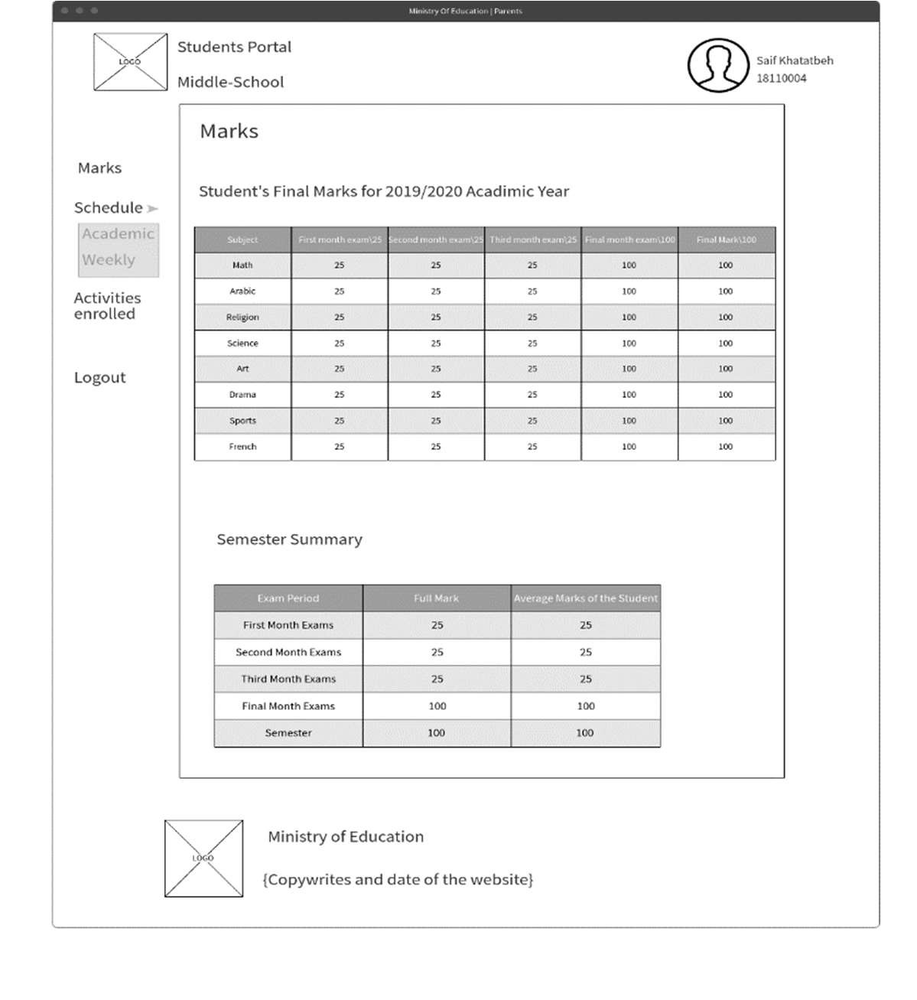 Ministry Of Education | Parents
LOGO
Students Portal
Middle-School
Saif Khatatbeh
18110004
Marks
Schedule
Academic
Weekly
Activities
enrolled
Logout
Marks
Student's Final Marks for 2019/2020 Acadimic Year
Subject First month exam\25 Second month exam\25 Third month exam\25 Final month exam\100 Final Mark\100
Math 25 25 25 100 100
Arabic 25 25 25 100 100
Religion 25 25 25 100 100
Science 25 25 25 100 100
Art 25 25 25 100 100
Drama 25 25 25 100 100
Sports 25 25 25 100 100
French 25 25 25 100 100
Semester Summary
Exam Period Full Mark Average Marks of the Student
First Month Exams 25 25
Second Month Exams 25 25
Third Month Exams 25 25
Final Month Exams 100 100
Semester 100 100
LOGO
Ministry of Education
{Copywrites and date of the website}